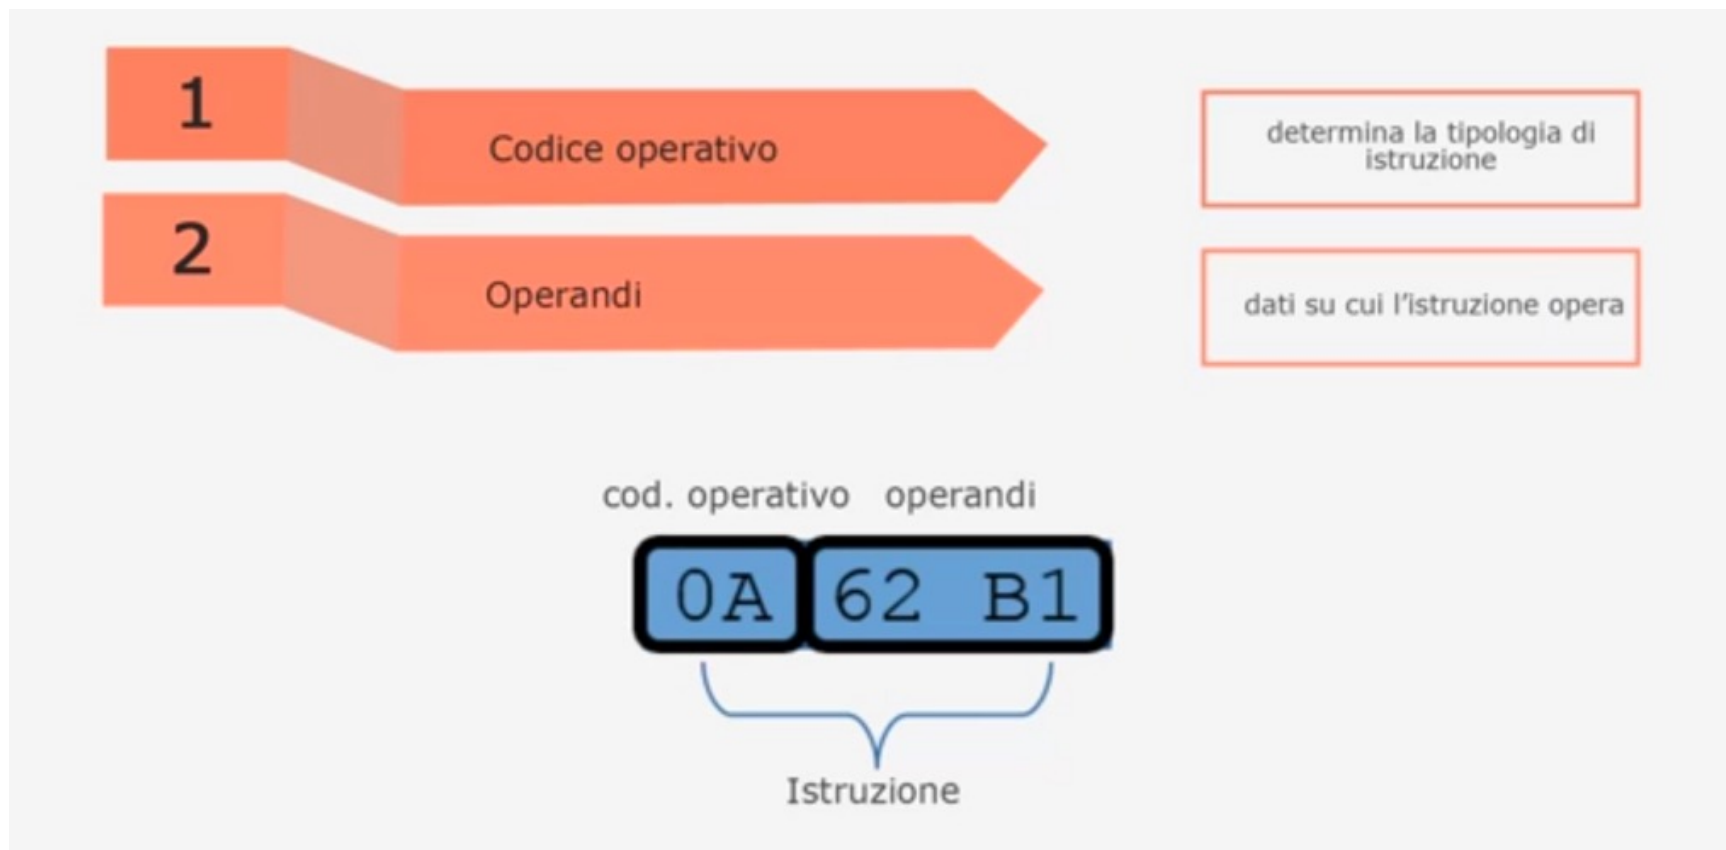 1
Codice operativo
determina la tipologia di
istruzione
2
Operandi
dati su cui l'istruzione opera
cod. operativo operandi
0A 62 B1
Istruzione